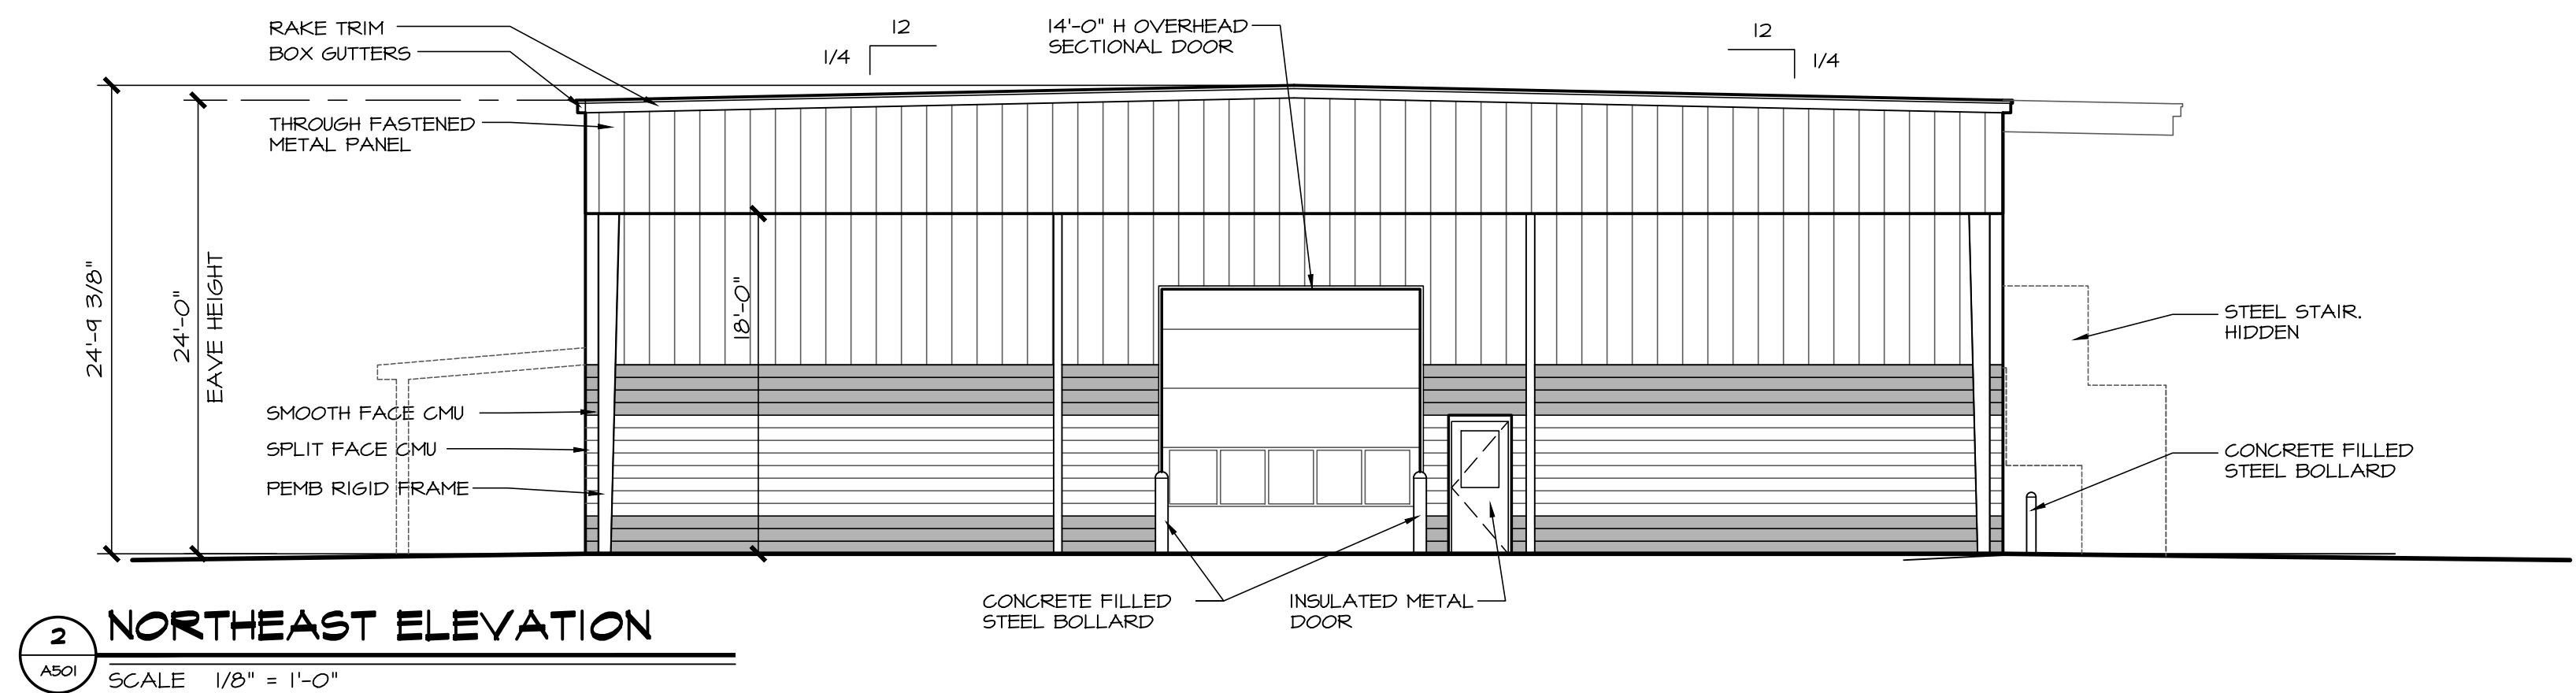 RAKE TRIM
BOX GUTTERS
12
1/4
14'-0" H OVERHEAD
SECTIONAL DOOR
12
1/4
THROUGH FASTENED
METAL PANEL
24'-9 3/8"
24'-0"
EAVE HEIGHT
18'-0"
STEEL STAIR.
HIDDEN
SMOOTH FACE CMU
SPLIT FACE CMU
PEMB RIGID FRAME
CONCRETE FILLED
STEEL BOLLARD
CONCRETE FILLED
STEEL BOLLARD
INSULATED METAL
DOOR
2
A501
NORTHEAST ELEVATION
SCALE 1/8" = 1'-0"